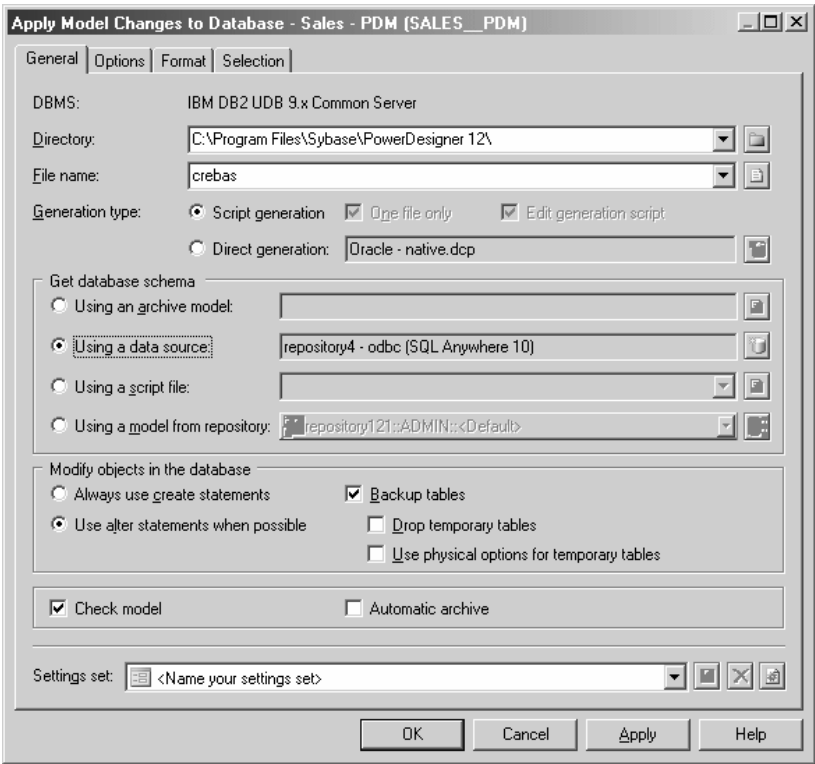 Apply Model Changes to Database - Sales - PDM (SALES__PDM)
General Options Format Selection
DBMS: IBM DB2 UDB 9.x Common Server
Directory: C:\Program Files\Sybase\PowerDesigner 12\
File name: crebas
Generation type: Script generation One file only Edit generation script
Direct generation: Oracle - native.dcp
Get database schema
Using an archive model:
Using a data source: repository4 - odbc (SQL Anywhere 10)
Using a script file:
Using a model from repository: repository121::ADMIN::<Default>
Modify objects in the database
Always use create statements Backup tables
Use alter statements when possible Drop temporary tables
Use physical options for temporary tables
Check model Automatic archive
Settings set: <Name your settings set>
OK Cancel Apply Help